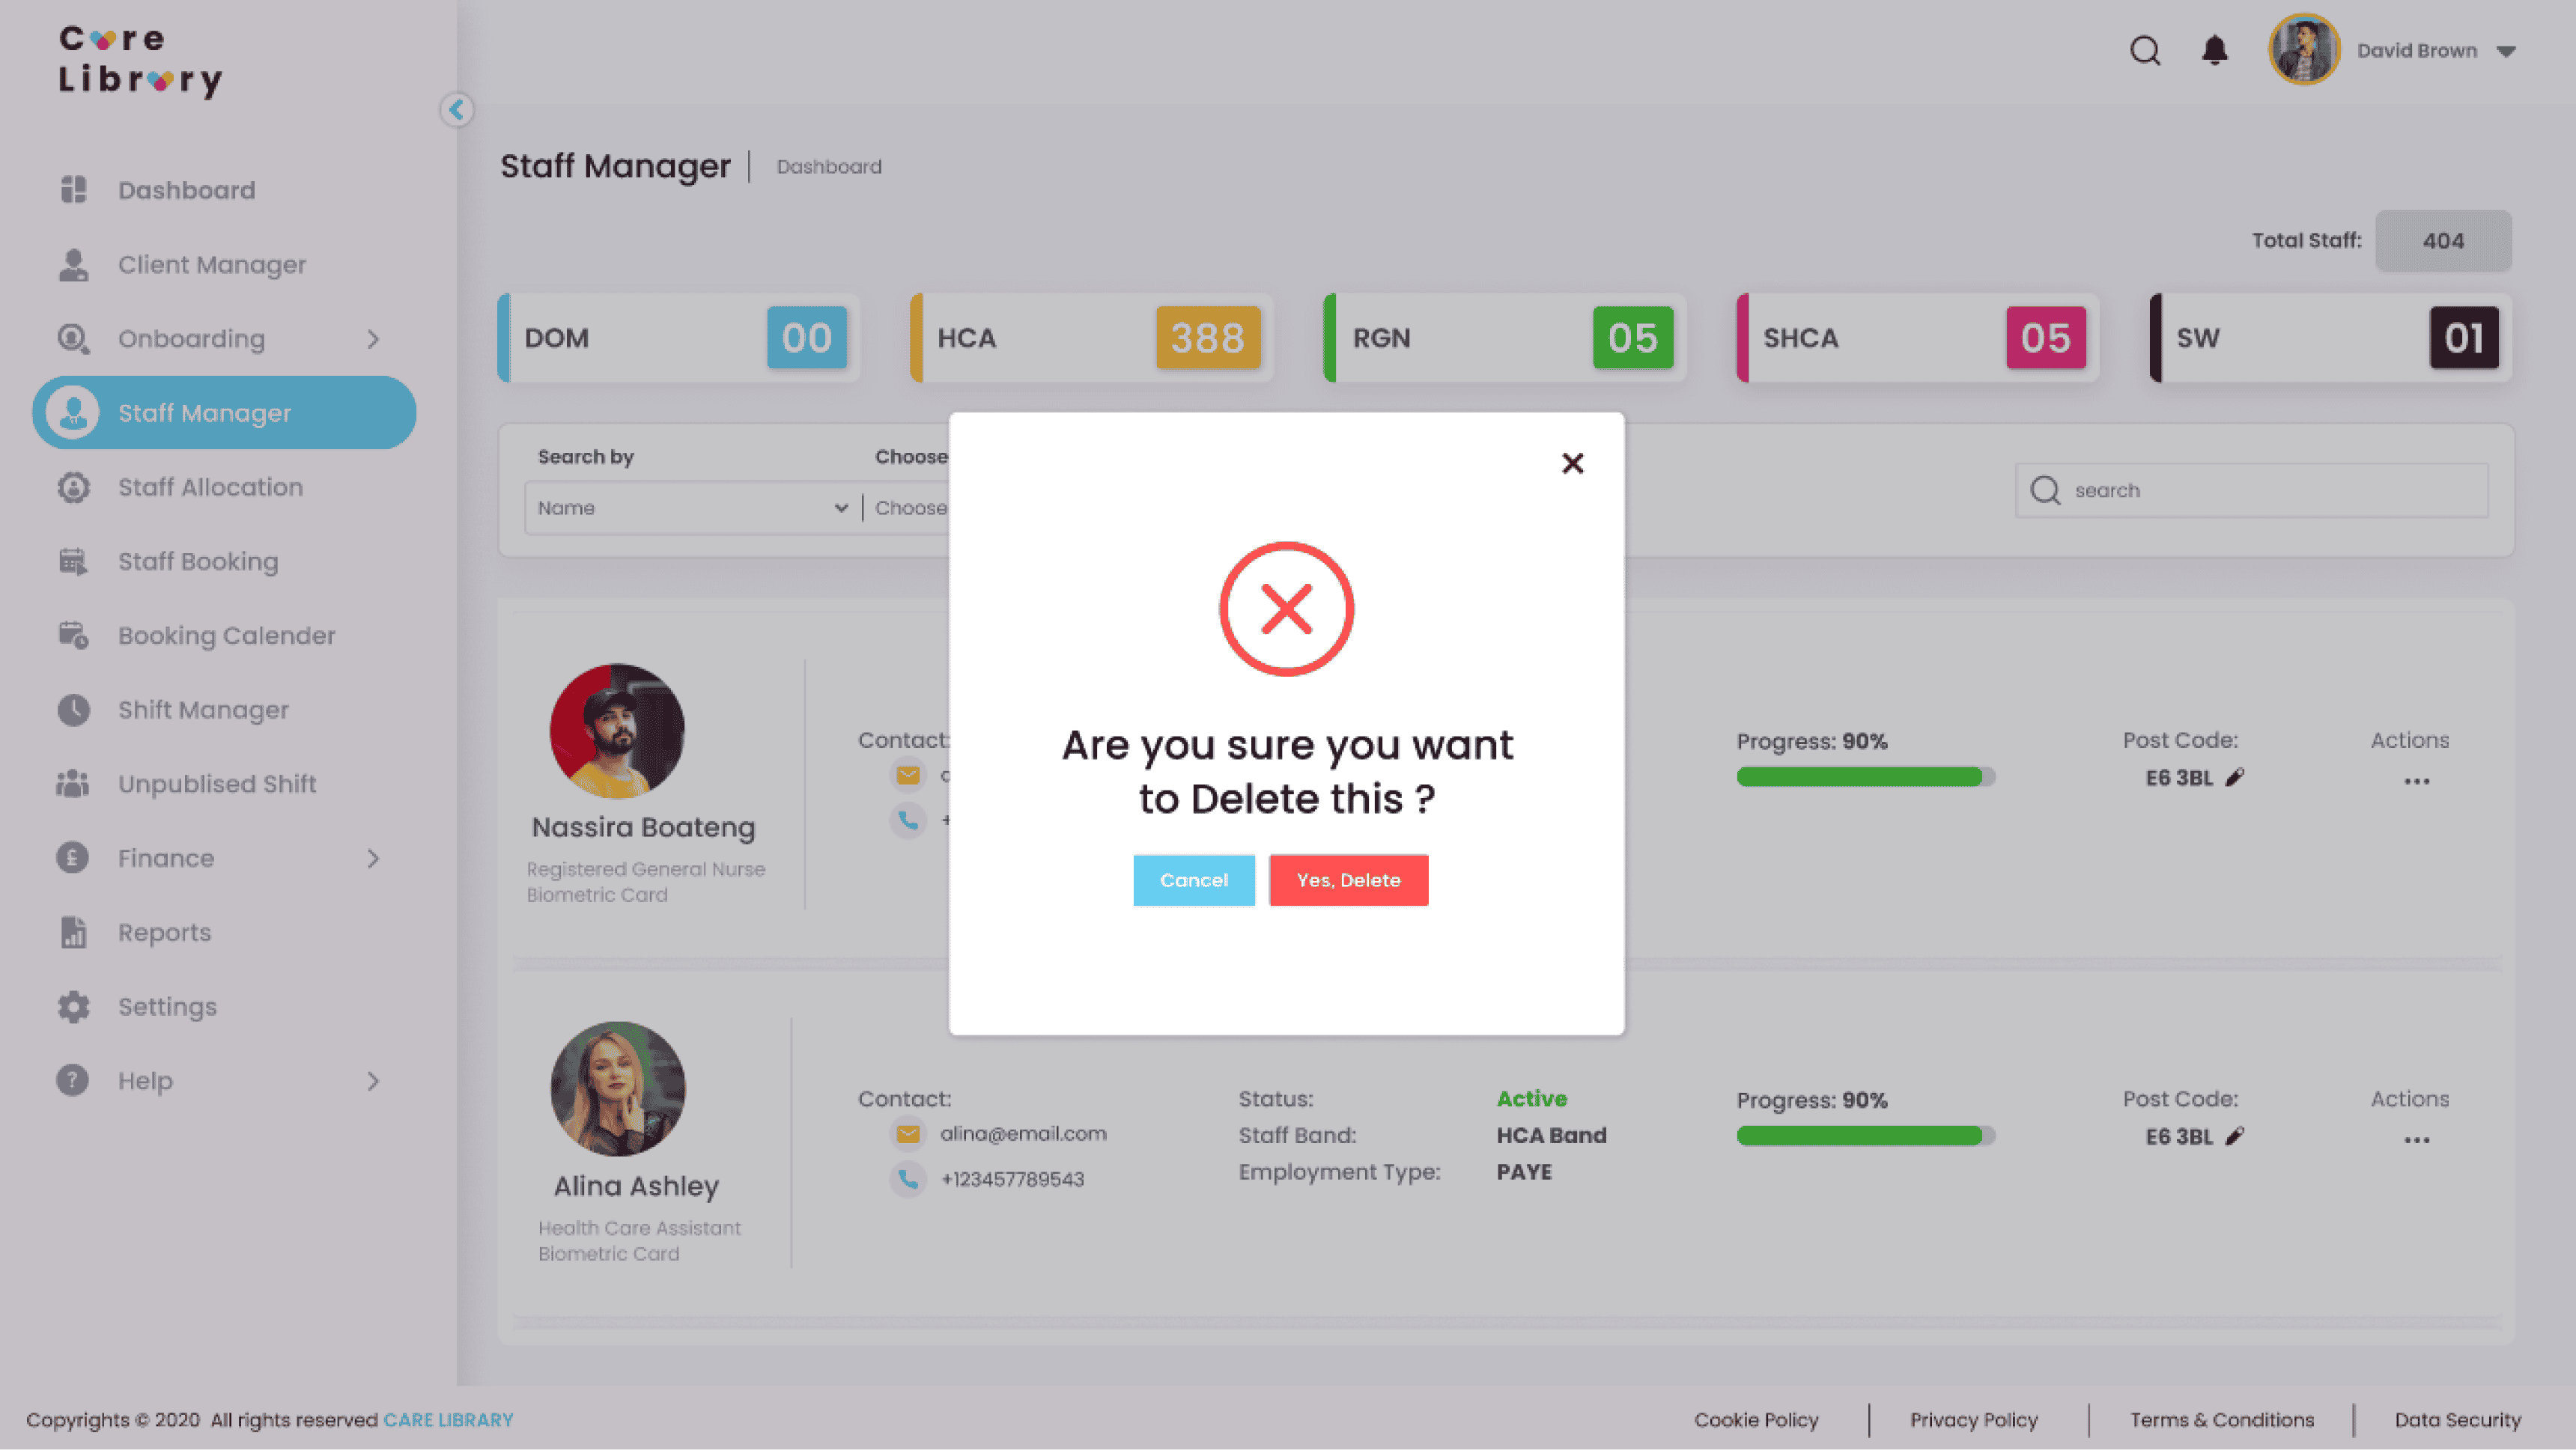 Care
Library
David Brown
Dashboard
Client Manager
Onboarding
Staff Manager
Staff Allocation
Staff Booking
Booking Calender
Shift Manager
Unpublised Shift
Finance
Reports
Settings
Help
Staff Manager | Dashboard
Total Staff: 404
DOM 00
HCA 388
RGN 05
SHCA 05
SW 01
Search by
Choose
Name
Choose
search
Nassira Boateng
Registered General Nurse
Biometric Card
Contact:
+
Progress: 90%
Post Code:
E6 3BL
Actions
Are you sure you want
to Delete this ?
Cancel
Yes, Delete
Alina Ashley
Health Care Assistant
Biometric Card
Contact:
alina@email.com
+123457789543
Status: Active
Staff Band: HCA Band
Employment Type: PAYE
Progress: 90%
Post Code:
E6 3BL
Actions
Copyrights © 2020 All rights reserved CARE LIBRARY
Cookie Policy | Privacy Policy | Terms & Conditions | Data Security